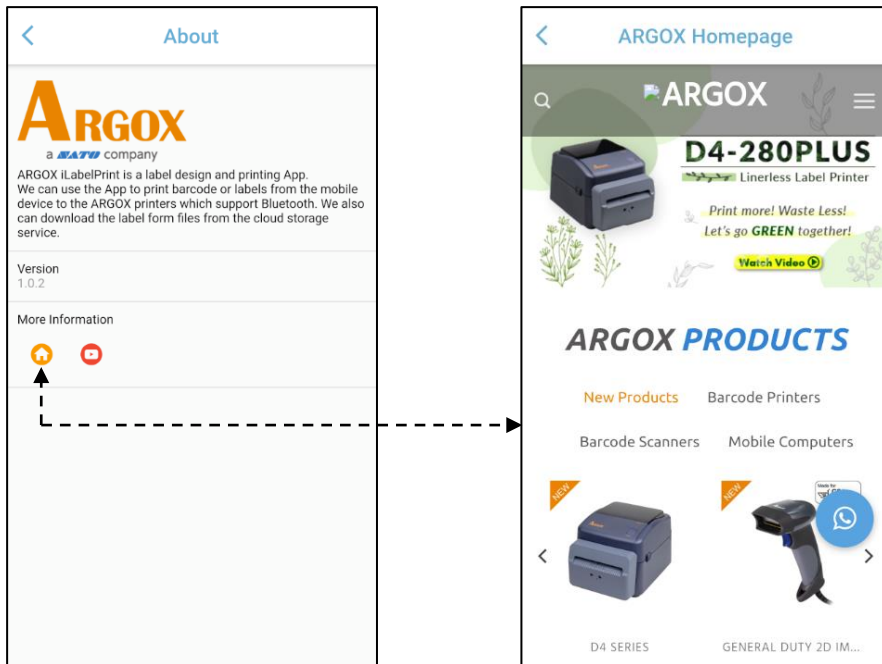 About
ARGOX
a SATO company
ARGOX iLabelPrint is a label design and printing App.
We can use the App to print barcode or labels from the mobile
device to the ARGOX printers which support Bluetooth. We also
can download the label form files from the cloud storage
service.
Version
1.0.2
More Information
ARGOX Homepage
ARGOX
D4-280PLUS
Linerless Label Printer
Print more! Waste Less!
Let's go GREEN together!
Watch Video
ARGOX PRODUCTS
New Products Barcode Printers
Barcode Scanners Mobile Computers
NEW
NEW
Made for
D4 SERIES
GENERAL DUTY 2D IM...